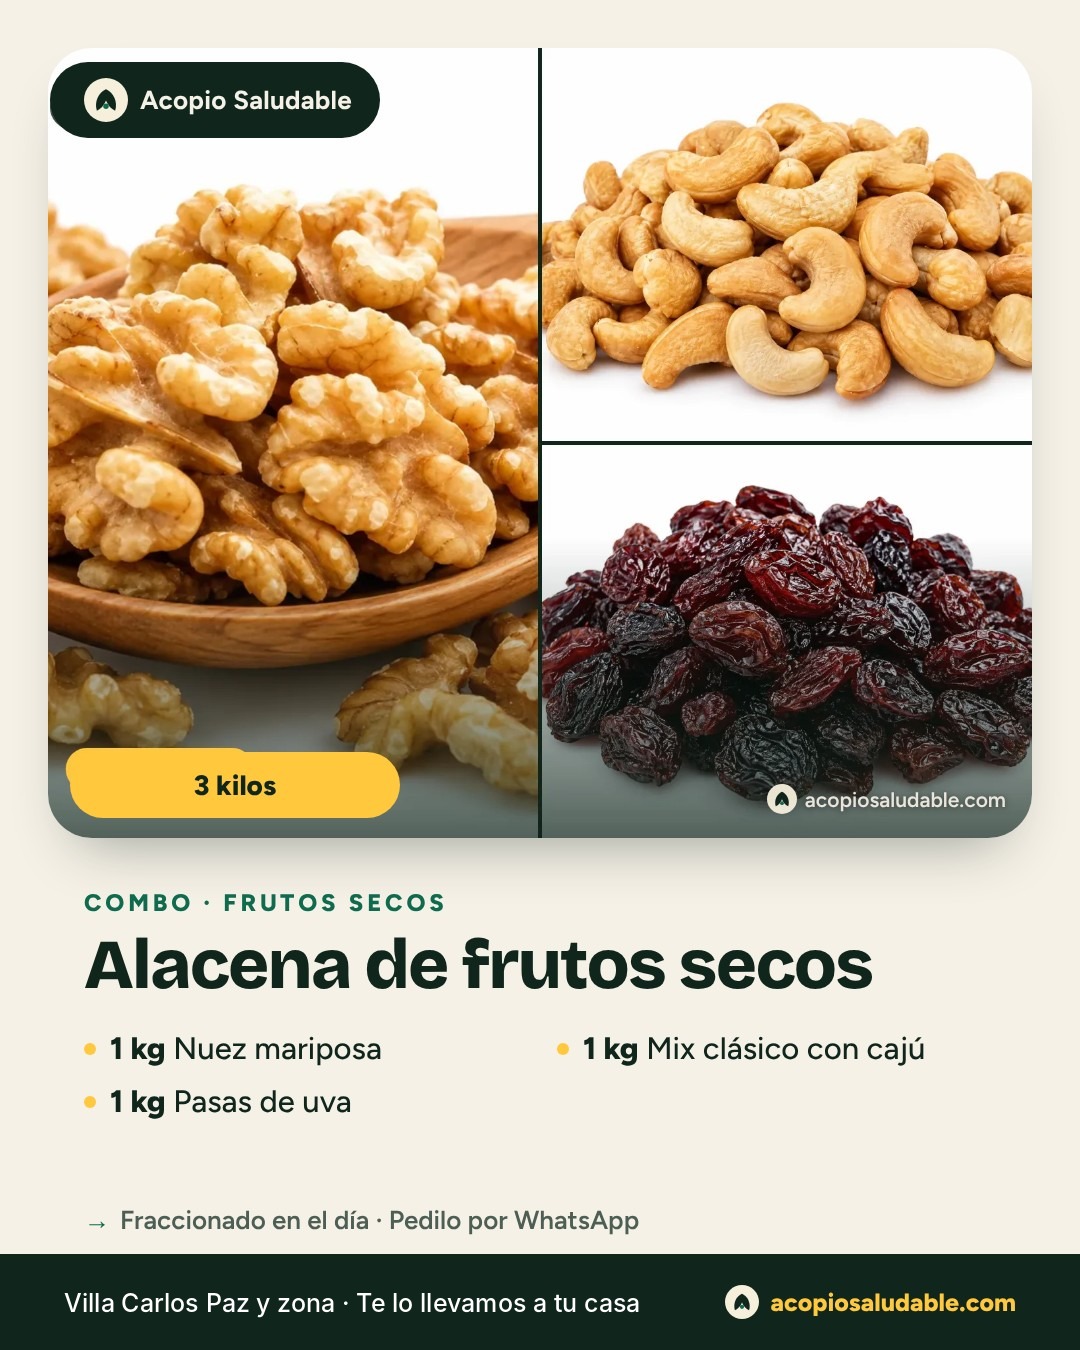 Acopio Saludable
3 kilos
acopiosaludable.com
COMBO · FRUTOS SECOS
Alacena de frutos secos
1 kg Nuez mariposa
1 kg Mix clásico con cajú
1 kg Pasas de uva
→ Fraccionado en el día · Pedilo por WhatsApp
Villa Carlos Paz y zona · Te lo llevamos a tu casa
acopiosaludable.com